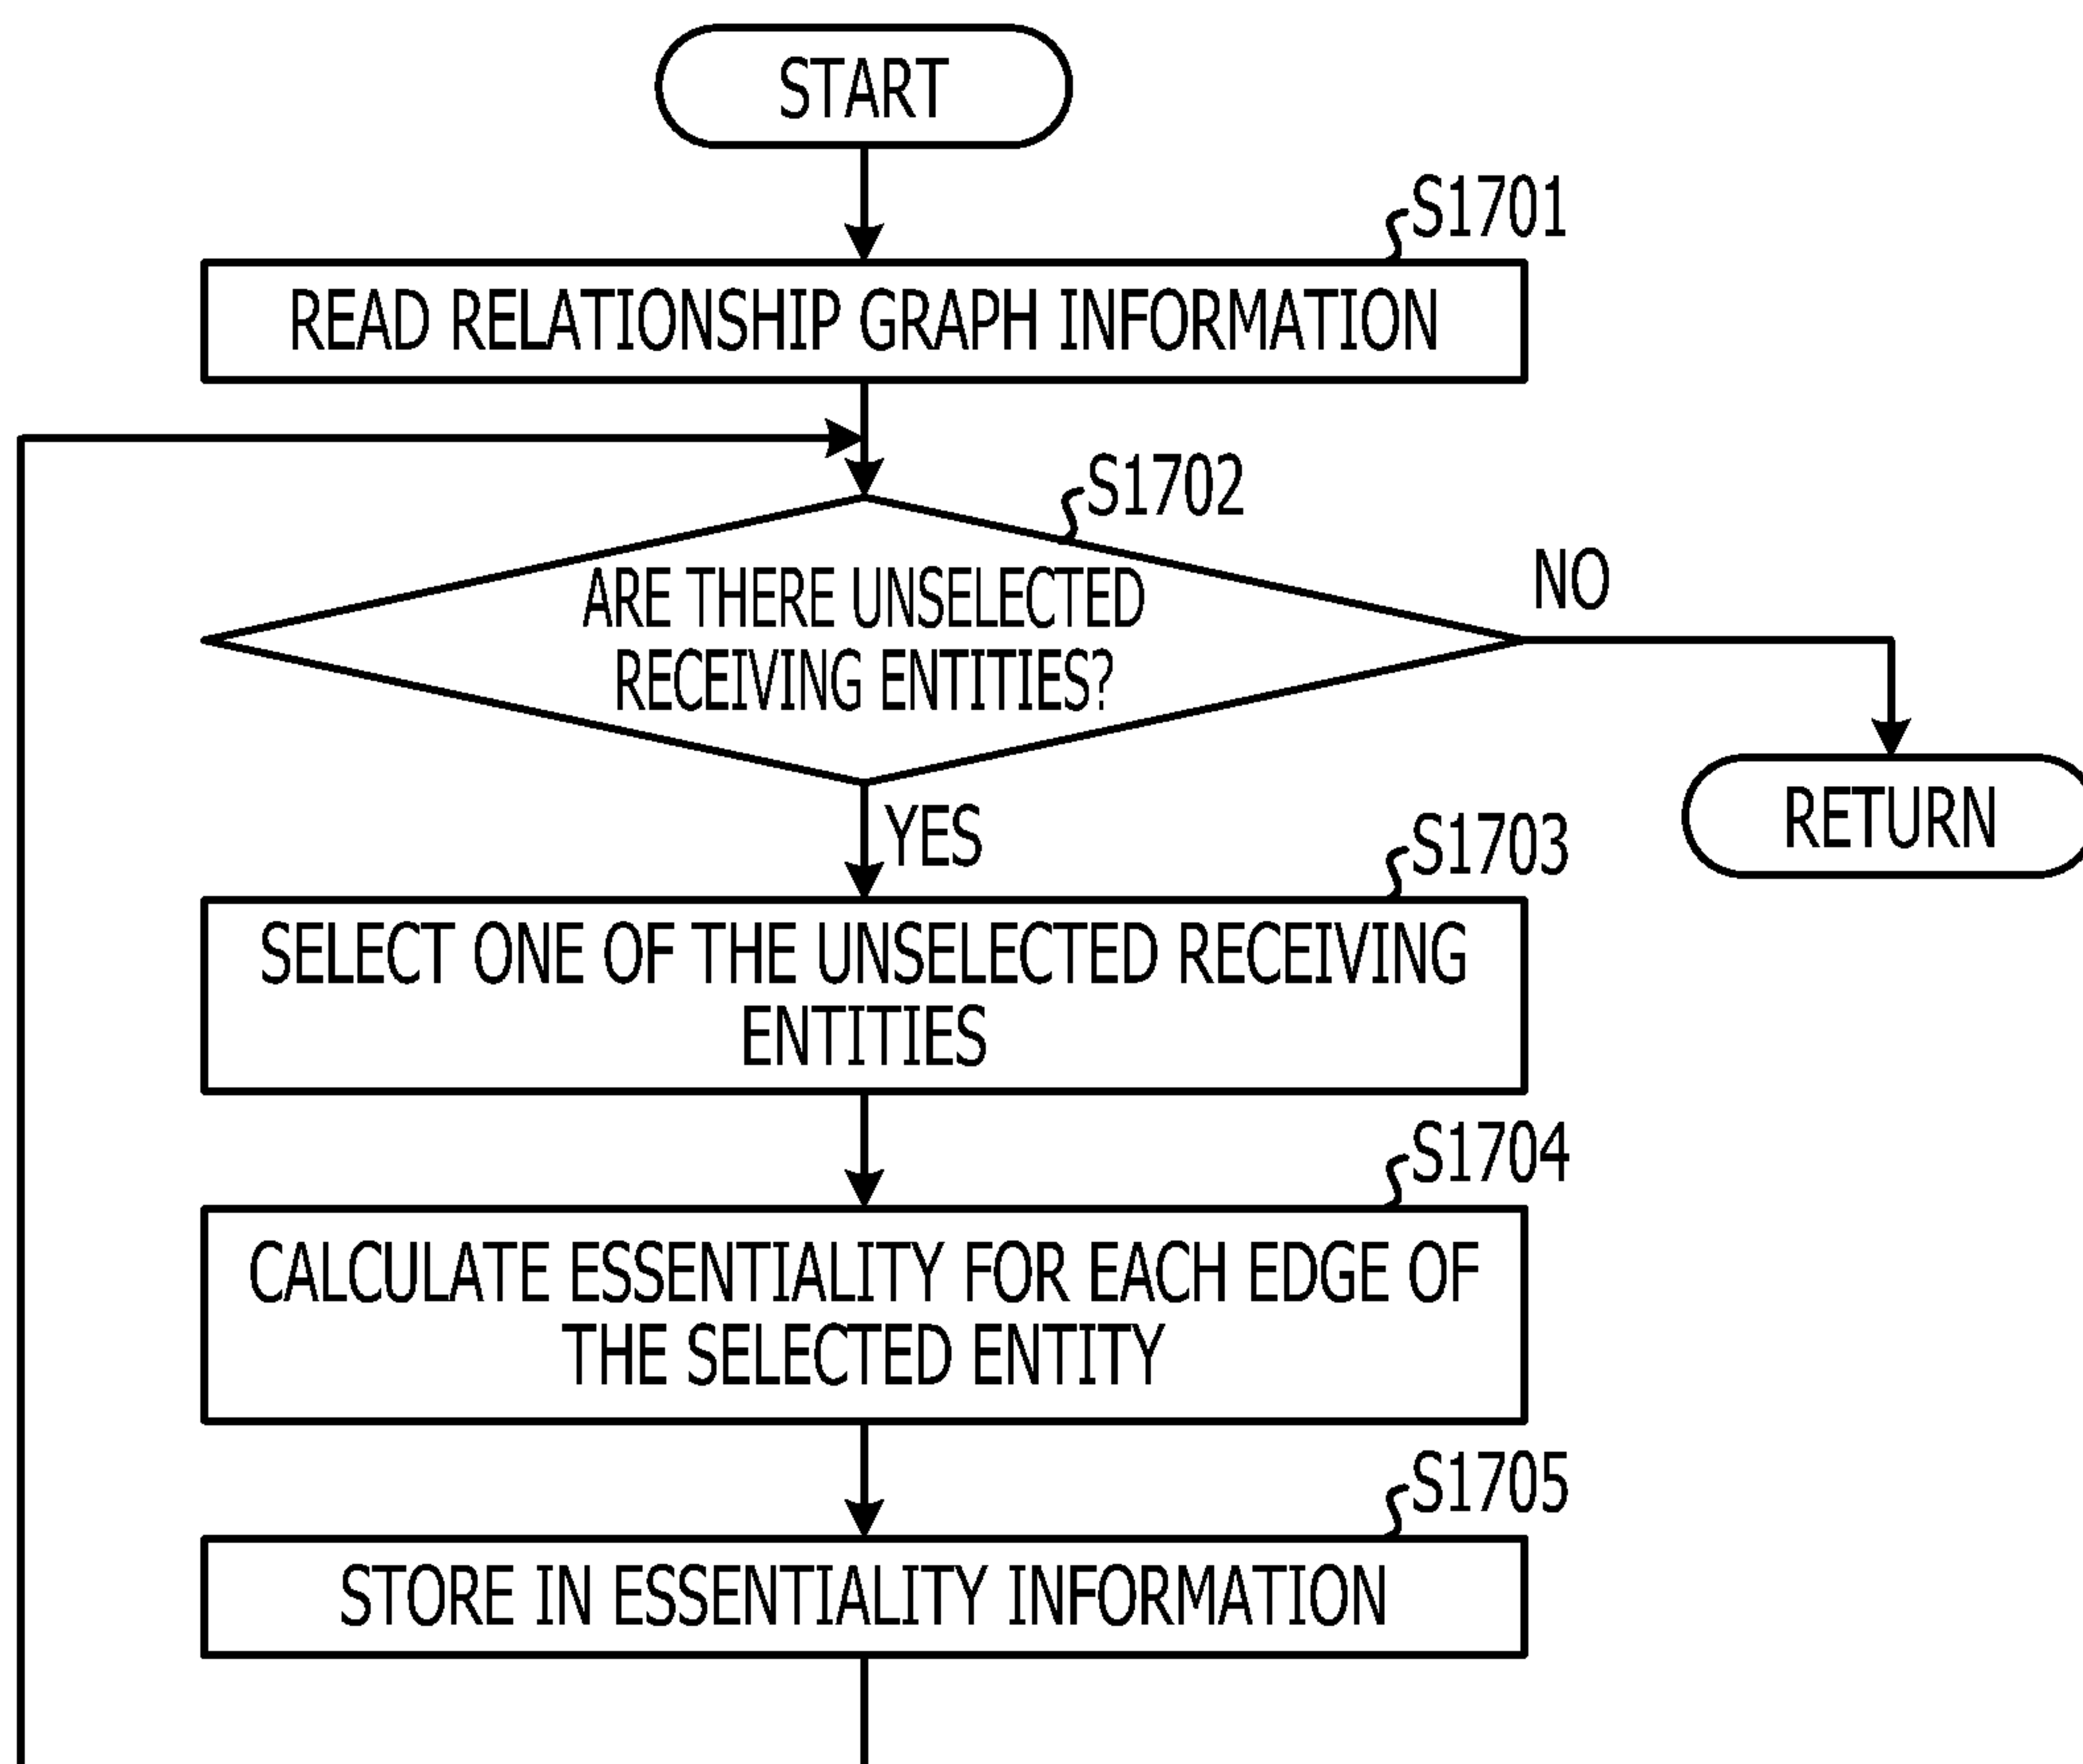 START
S1701
READ RELATIONSHIP GRAPH INFORMATION
S1702
ARE THERE UNSELECTED
RECEIVING ENTITIES?
NO
YES
RETURN
S1703
SELECT ONE OF THE UNSELECTED RECEIVING
ENTITIES
S1704
CALCULATE ESSENTIALITY FOR EACH EDGE OF
THE SELECTED ENTITY
S1705
STORE IN ESSENTIALITY INFORMATION